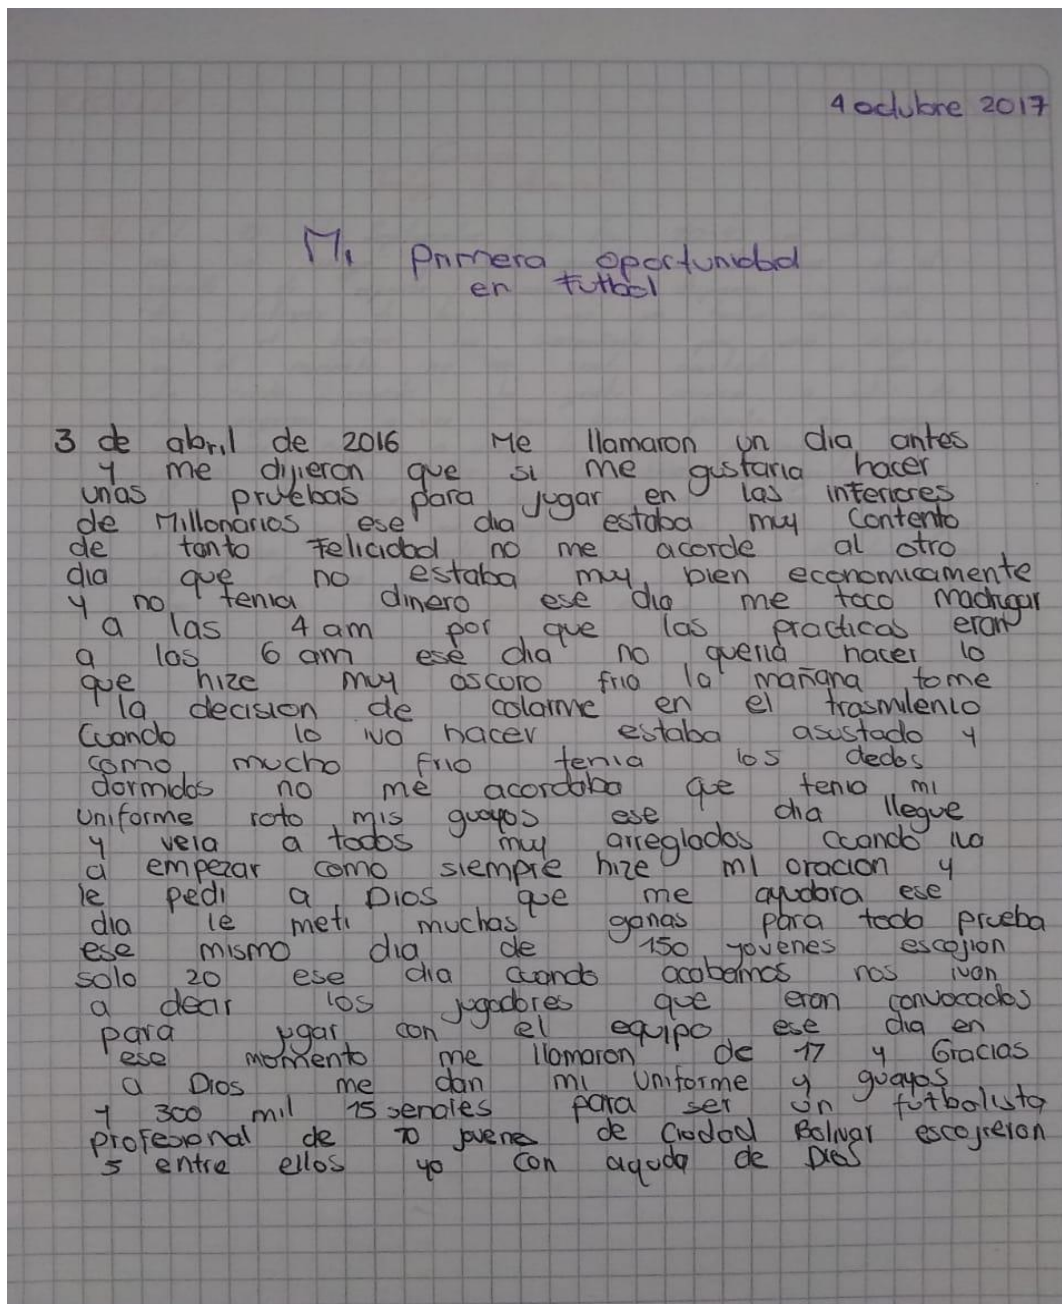 4 octubre 2017
Mi primera oportunidad
en futbol
3 de abril de 2016 Me llamaron un dia antes
y me dijieron que si me gustaria hacer
unas pruebas para jugar en las inferiores
de Millonarios ese dia estaba muy contento
de tanto felicidad no me acorde al otro
dia que no estaba muy bien economicamente
y no tenia dinero ese dia me toco madrugar
a las 4 am por que las practicas eran
a las 6 am ese dia no queria hacer lo
que hize muy oscuro frio la mañana tome
la decision de colarme en el trasmilenio
Cuando lo iva hacer estaba asustado y
como mucho frio tenia los dedos
dormidos no me acordaba que tenia mi
uniforme roto mis guayos ese dia llegue
y veia a todos muy arreglados cuando iva
a empezar como siempre hize mi oracion y
le pedi a Dios que me ayudara ese
dia le meti muchas ganas para todo prueba
ese mismo dia de 150 jovenes escojion
solo 20 ese dia cuando acabamos nos ivan
a decir los jugadores que eran convocados
para jugar con el equipo ese dia en
ese momento me llamaron de 17 y Gracias
a Dios me dan mi uniforme y guayos
y 300 mil 15 senales para ser un futbolista
profesional de 70 jovene de Ciudad Bolivar escojieron
5 entre ellos yo con aguda de Dios